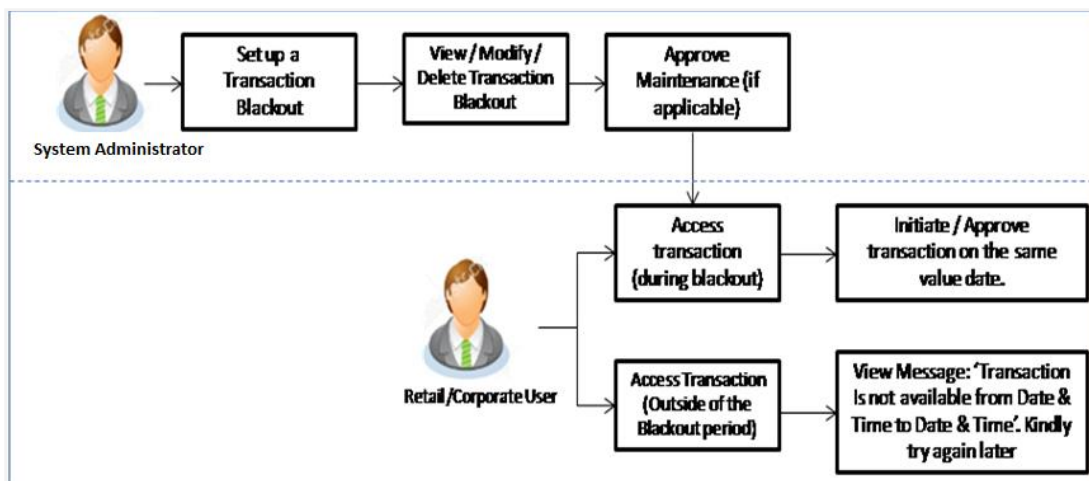 Set up a
Transaction
Blackout
View / Modify /
Delete Transaction
Blackout
Approve
Maintenance (if
applicable)
System Administrator
Access
transaction
(during blackout)
Initiate / Approve
transaction on the same
value date.
Retail/Corporate User
Access Transaction
(Outside of the
Blackout period)
View Message: ‘Transaction
Is not available from Date &
Time to Date & Time’. Kindly
try again later